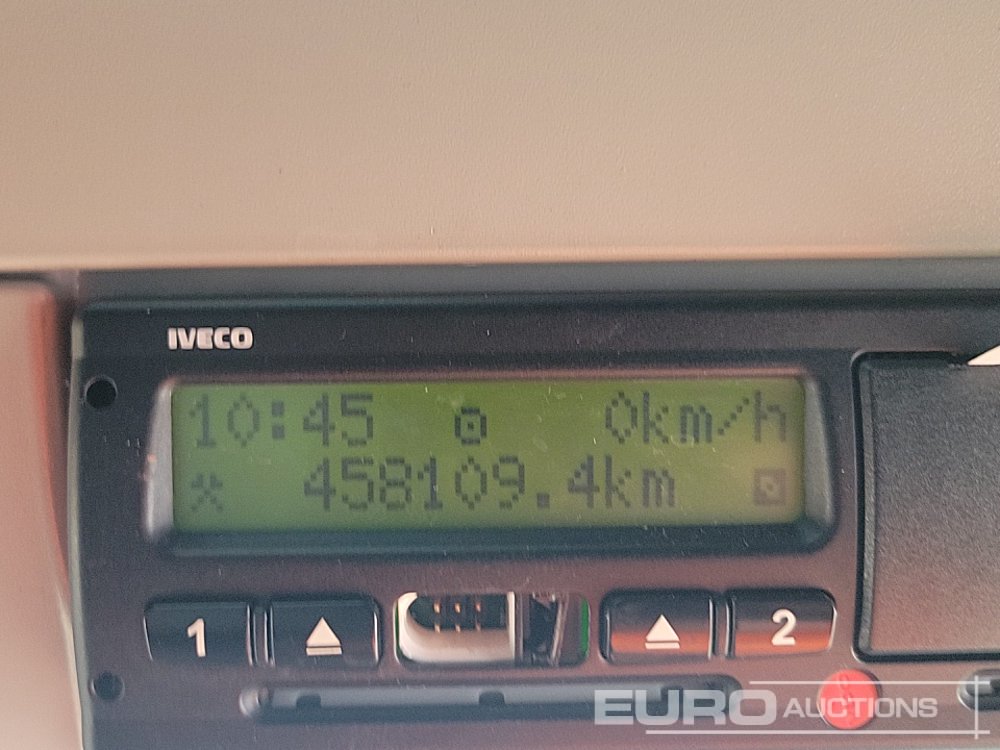 IVECO
10:45 0km/h
458109.4km
1 2
EURO AUCTIONS